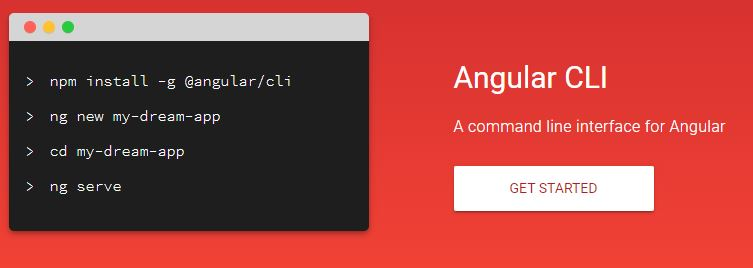 > npm install -g @angular/cli
> ng new my-dream-app
> cd my-dream-app
> ng serve
Angular CLI
A command line interface for Angular
GET STARTED